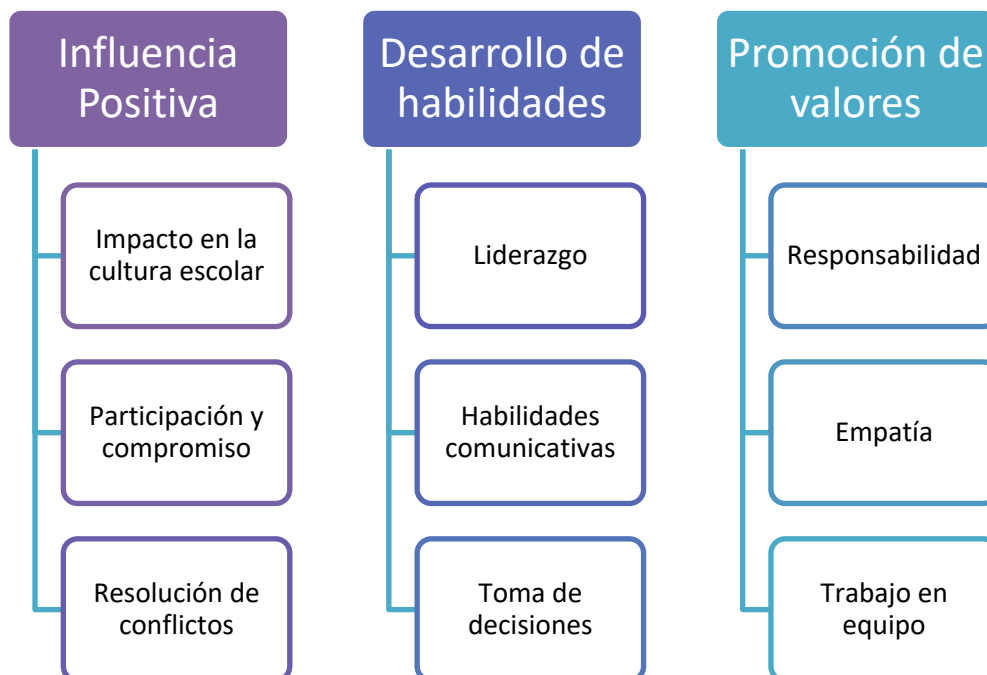 Influencia
Positiva
Impacto en la
cultura escolar
Participación y
compromiso
Resolución de
conflictos
Desarrollo de
habilidades
Liderazgo
Habilidades
comunicativas
Toma de
decisiones
Promoción de
valores
Responsabilidad
Empatía
Trabajo en
equipo